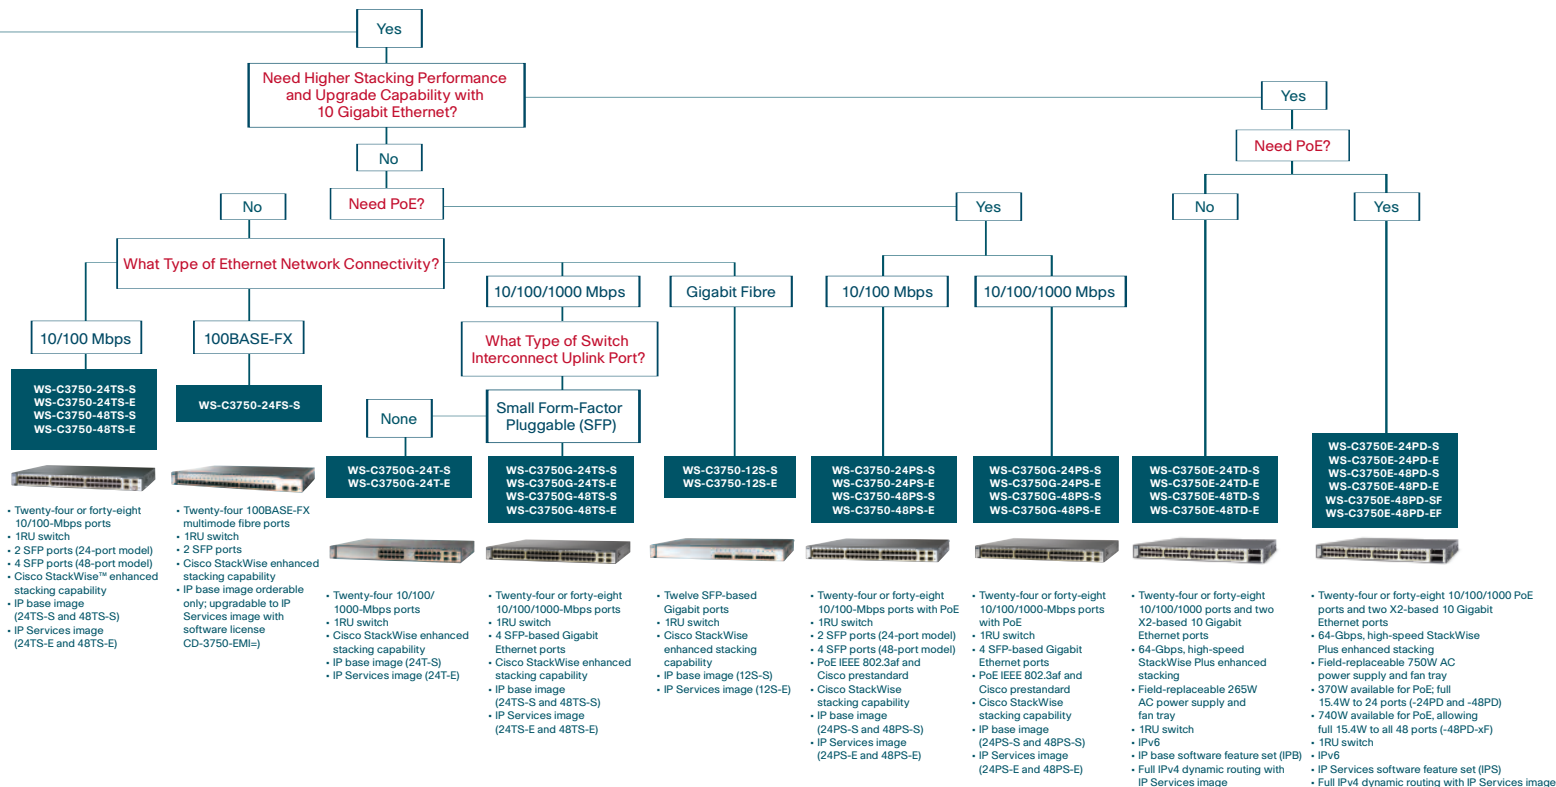 Yes
Need Higher Stacking Performance
and Upgrade Capability with
10 Gigabit Ethernet?
Yes
No
Need PoE?
Need PoE?
No
Yes
No
Yes
What Type of Ethernet Network Connectivity?
10/100/1000 Mbps
Gigabit Fibre
10/100 Mbps
10/100/1000 Mbps
10/100 Mbps
100BASE-FX
What Type of Switch
Interconnect Uplink Port?
None
Small Form-Factor
Pluggable (SFP)
WS-C3750-24TS-S
WS-C3750-24TS-E
WS-C3750-48TS-S
WS-C3750-48TS-E
• Twenty-four or forty-eight
10/100-Mbps ports
• 1RU switch
• 2 SFP ports (24-port model)
• 4 SFP ports (48-port model)
• Cisco StackWise™ enhanced
stacking capability
• IP base image
(24TS-S and 48TS-S)
• IP Services image
(24TS-E and 48TS-E)
WS-C3750-24FS-S
• Twenty-four 100BASE-FX
multimode fibre ports
• 1RU switch
• 2 SFP ports
• Cisco StackWise enhanced
stacking capability
• IP base image orderable
only; upgradable to IP
Services image with
software license
CD-3750-EMI=)
WS-C3750G-24T-S
WS-C3750G-24T-E
• Twenty-four 10/100/
1000-Mbps ports
• 1RU switch
• Cisco StackWise enhanced
stacking capability
• IP base image (24T-S)
• IP Services image (24T-E)
WS-C3750G-24TS-S
WS-C3750G-24TS-E
WS-C3750G-48TS-S
WS-C3750G-48TS-E
• Twenty-four or forty-eight
10/100/1000-Mbps ports
• 1RU switch
• 4 SFP-based Gigabit
Ethernet ports
• Cisco StackWise enhanced
stacking capability
• IP base image
(24TS-S and 48TS-S)
• IP Services image
(24TS-E and 48TS-E)
WS-C3750-12S-S
WS-C3750-12S-E
• Twelve SFP-based
Gigabit ports
• 1RU switch
• Cisco StackWise
enhanced stacking
capability
• IP base image (12S-S)
• IP Services image (12S-E)
WS-C3750-24PS-S
WS-C3750-24PS-E
WS-C3750-48PS-S
WS-C3750-48PS-E
• Twenty-four or forty-eight
10/100-Mbps ports with PoE
• 1RU switch
• 2 SFP ports (24-port model)
• 4 SFP ports (48-port model)
• PoE IEEE 802.3af and
Cisco prestandard
• Cisco StackWise
stacking capability
• IP base image
(24PS-S and 48PS-S)
• IP Services image
(24PS-E and 48PS-E)
WS-C3750G-24PS-S
WS-C3750G-24PS-E
WS-C3750G-48PS-S
WS-C3750G-48PS-E
• Twenty-four or forty-eight
10/100/1000-Mbps ports
with PoE
• 1RU switch
• 4 SFP-based Gigabit
Ethernet ports
• PoE IEEE 802.3af and
Cisco prestandard
• Cisco StackWise
stacking capability
• IP base image
(24PS-S and 48PS-S)
• IP Services image
(24PS-E and 48PS-E)
WS-C3750E-24TD-S
WS-C3750E-24TD-E
WS-C3750E-48TD-S
WS-C3750E-48TD-E
• Twenty-four or forty-eight
10/100/1000 ports and two
X2-based 10 Gigabit
Ethernet ports
• 64-Gbps, high-speed
StackWise Plus enhanced
stacking
• Field-replaceable 265W
AC power supply and
fan tray
• 1RU switch
• IPv6
• IP base software feature set (IPB)
• Full IPv4 dynamic routing with
IP Services image
WS-C3750E-24PD-S
WS-C3750E-24PD-E
WS-C3750E-48PD-S
WS-C3750E-48PD-E
WS-C3750E-48PD-SF
WS-C3750E-48PD-EF
• Twenty-four or forty-eight 10/100/1000 PoE
ports and two X2-based 10 Gigabit
Ethernet ports
• 64-Gbps, high-speed StackWise
Plus enhanced stacking
• Field-replaceable 750W AC
power supply and fan tray
• 370W available for PoE; full
15.4W to 24 ports (-24PD and -48PD)
• 740W available for PoE, allowing
full 15.4W to all 48 ports (-48PD-xF)
• 1RU switch
• IPv6
• IP Services software feature set (IPS)
• Full IPv4 dynamic routing with IP Services image